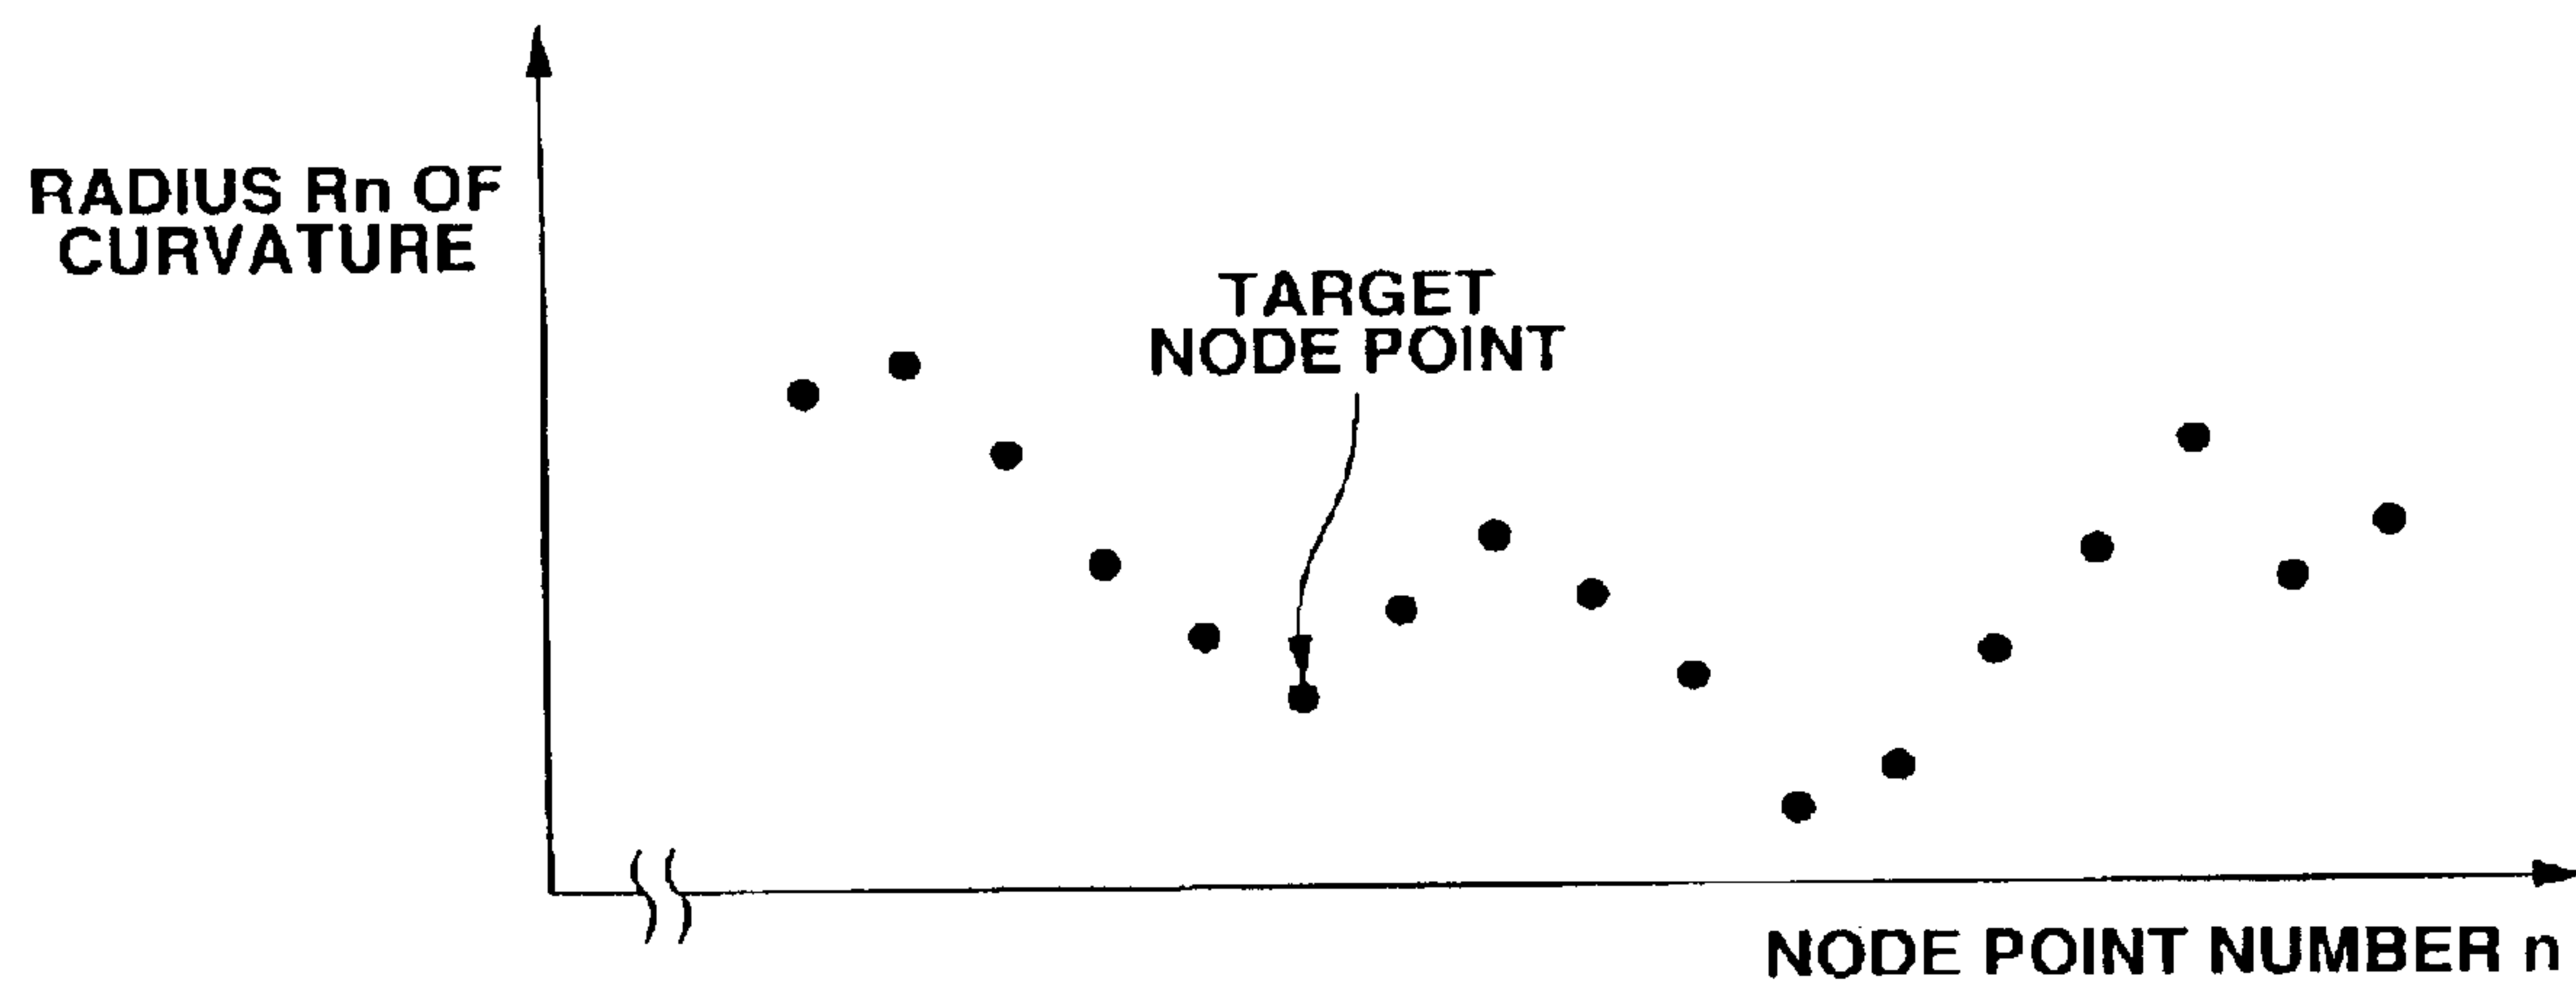 RADIUS Rn OF
CURVATURE
TARGET
NODE POINT
NODE POINT NUMBER n